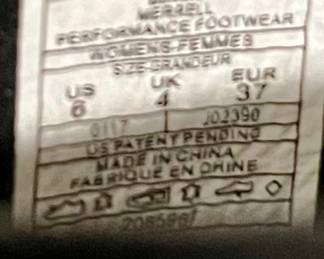 MERRELL
PERFORMANCE FOOTWEAR
WOMENS-FEMMES
SIZE-GRANDEUR
US UK EUR
6 4 37
0117 J02390
US PATENT PENDING
MADE IN CHINA
FABRIQUE EN CHINE